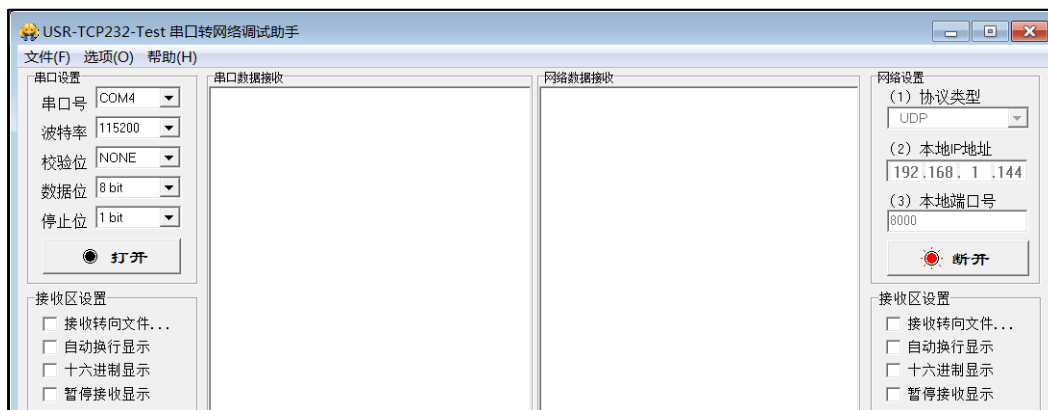 USR-TCP232-Test 串口转网络调试助手
文件(F) 选项(O) 帮助(H)
串口设置
串口号 COM4
波特率 115200
校验位 NONE
数据位 8 bit
停止位 1 bit
打开
接收区设置
接收转向文件...
自动换行显示
十六进制显示
暂停接收显示
串口数据接收
网络数据接收
网络设置
(1) 协议类型
UDP
(2) 本地IP地址
192 .168 . 1 .144
(3) 本地端口号
8000
断开
接收区设置
接收转向文件...
自动换行显示
十六进制显示
暂停接收显示